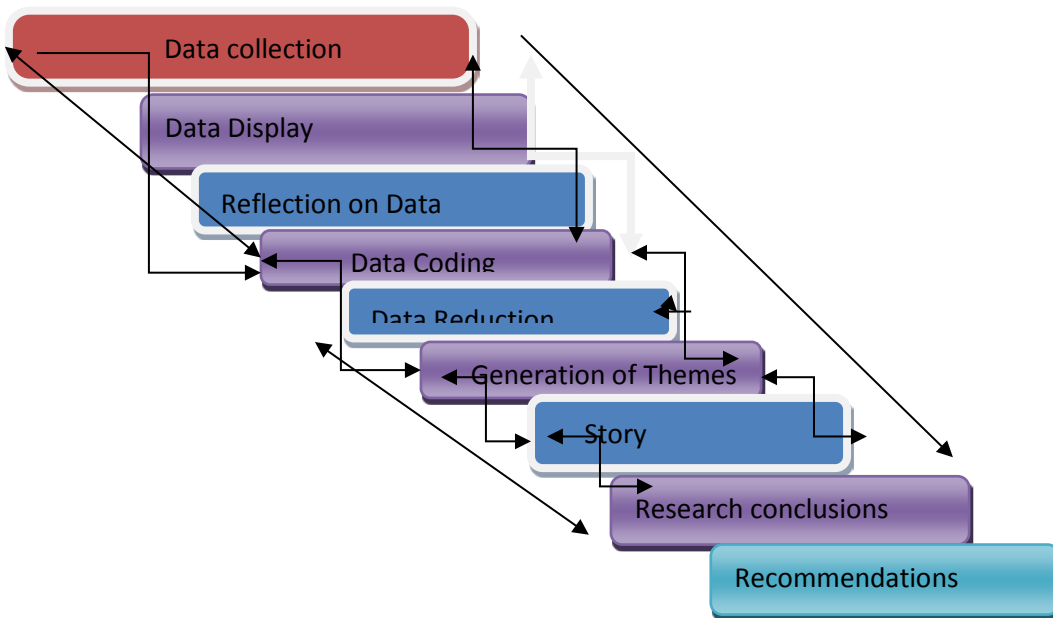 Data collection
Data Display
Reflection on Data
Data Coding
Data Reduction
Generation of Themes
Story
Research conclusions
Recommendations